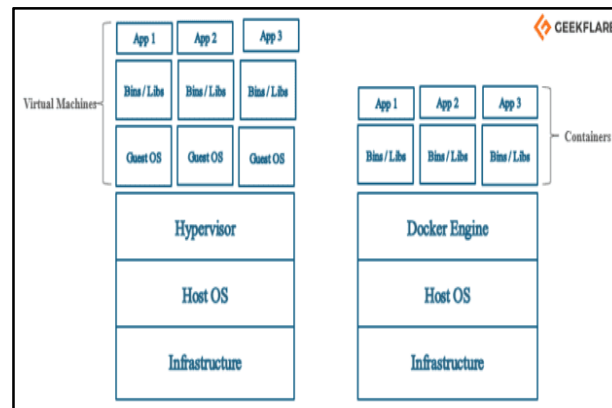 GEEKFLARE
Virtual Machines
App 1
App 2
App 3
Bins / Libs
Bins / Libs
Bins / Libs
Guest OS
Guest OS
Guest OS
Hypervisor
Host OS
Infrastructure
App 1
App 2
App 3
Containers
Bins / Libs
Bins / Libs
Bins / Libs
Docker Engine
Host OS
Infrastructure